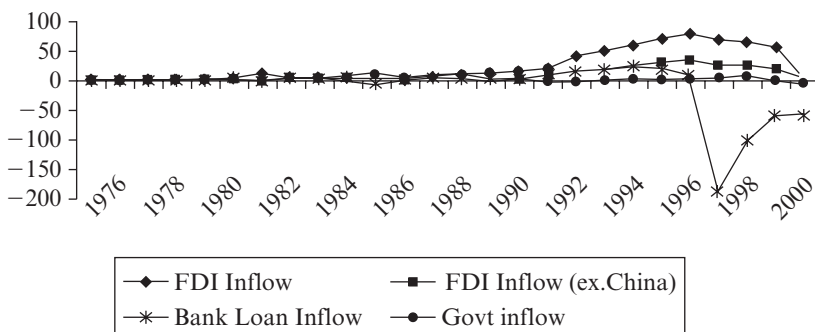 100
50
0
−50
−100
−150
−200
1976 1978 1980 1982 1984 1986 1988 1990 1992 1994 1996 1998 2000
FDI Inflow FDI Inflow (ex.China)
Bank Loan Inflow Govt inflow